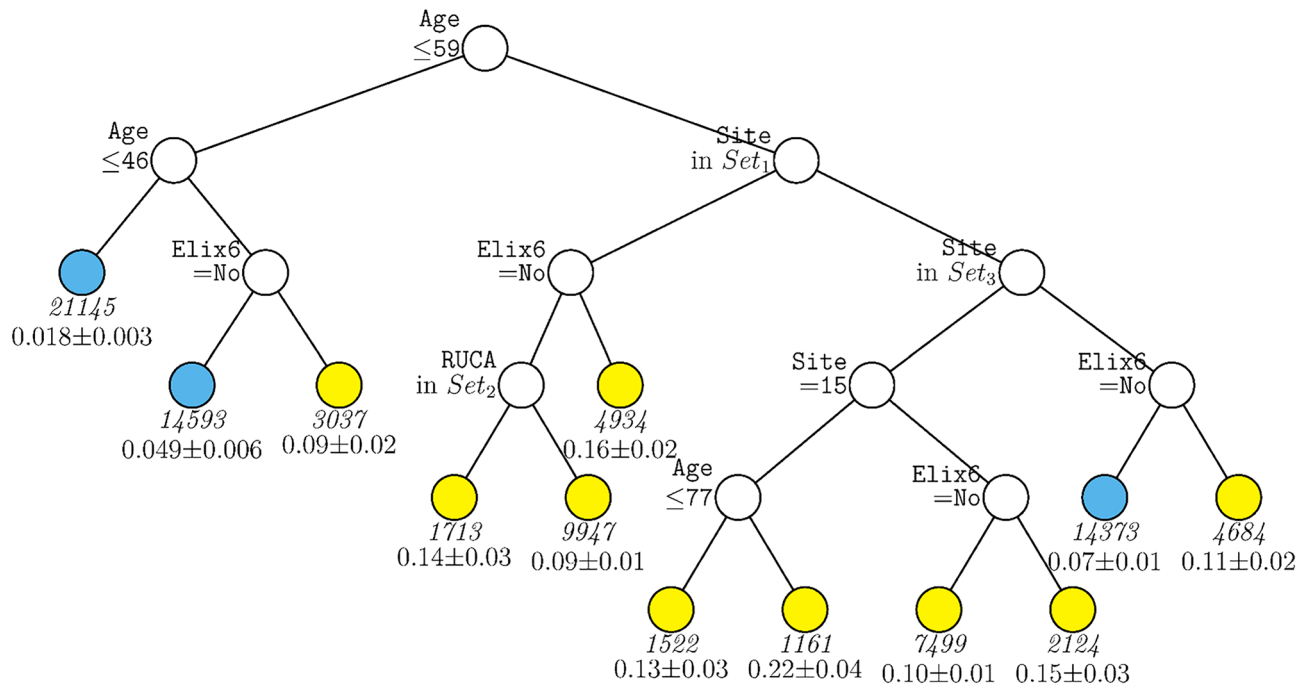 Age
≤59
Age
≤46
Site
in Set₁
21145
0.018±0.003
Elix6
=No
Elix6
=No
Site
in Set₃
14593
0.049±0.006
3037
0.09±0.02
RUCA
in Set₂
4934
0.16±0.02
Site
=15
Elix6
=No
1713
0.14±0.03
9947
0.09±0.01
Age
≤77
Elix6
=No
14373
0.07±0.01
4684
0.11±0.02
1522
0.13±0.03
1161
0.22±0.04
7499
0.10±0.01
2124
0.15±0.03